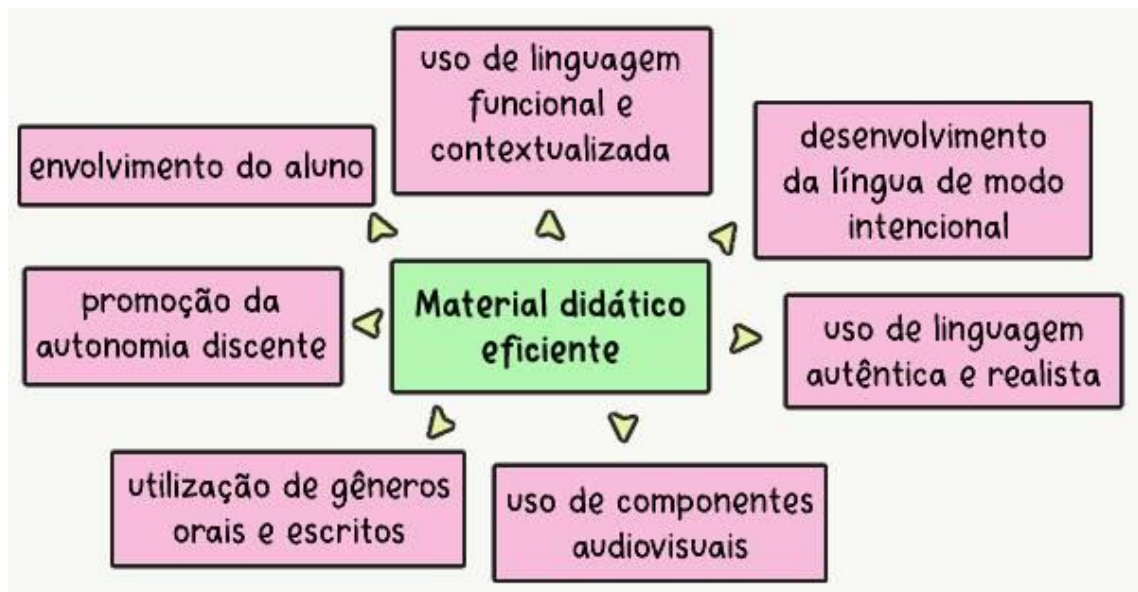 uso de linguagem
funcional e
contextualizada
envolvimento do aluno
desenvolvimento
da língua de modo
intencional
promoção da
autonomia discente
Material didático
eficiente
uso de linguagem
autêntica e realista
utilização de gêneros
orais e escritos
uso de componentes
audiovisuais